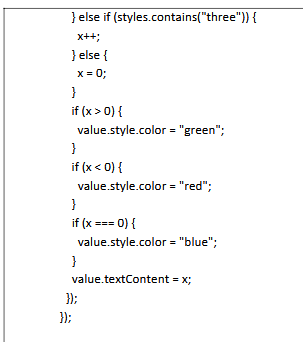 } else if (styles.contains("three")) {
x++;
} else {
x = 0;
}
if (x > 0) {
value.style.color = "green";
}
if (x < 0) {
value.style.color = "red";
}
if (x === 0) {
value.style.color = "blue";
}
value.textContent = x;
});
});